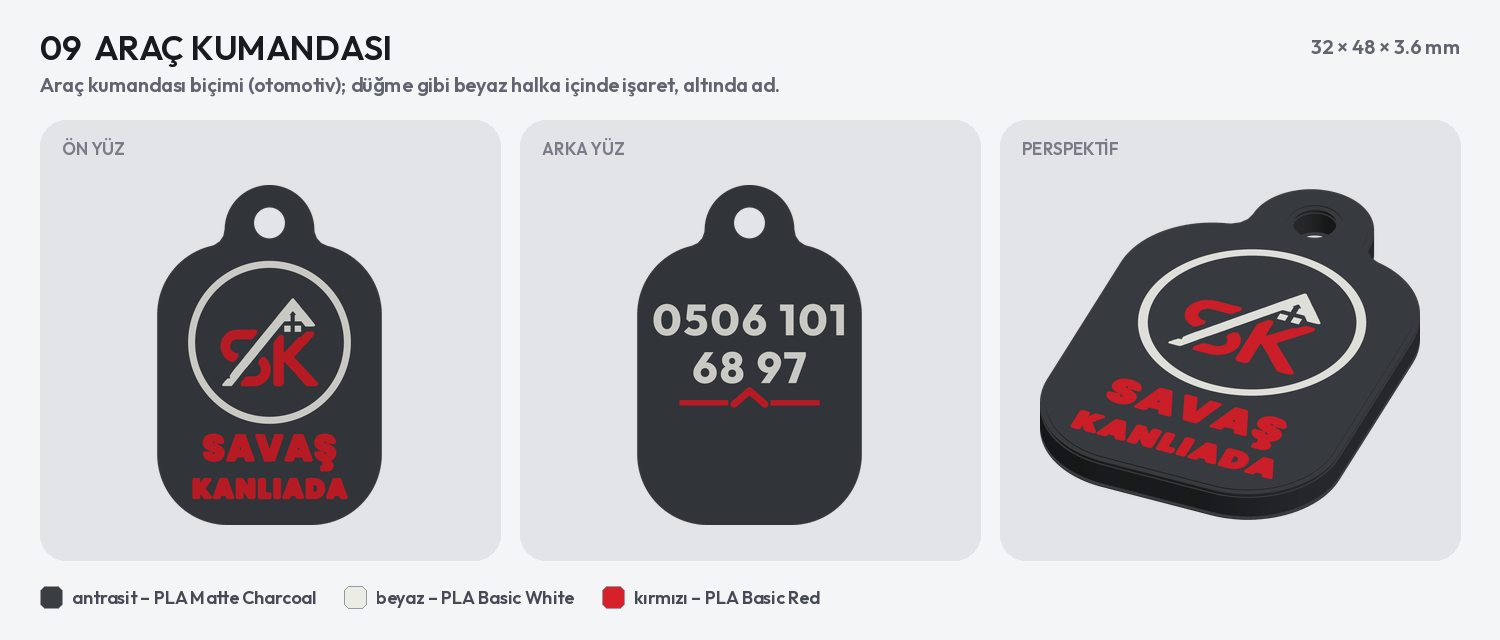 09 ARAÇ KUMANDASI
32 × 48 × 3.6 mm
Araç kumandası biçimi (otomotiv); düğme gibi beyaz halka içinde işaret, altında ad.
ÖN YÜZ
SK
SAVAŞ
KANLIADA
ARKA YÜZ
0506 101
68 97
PERSPEKTİF
SK
SAVAŞ
KANLIADA
antrasit – PLA Matte Charcoal
beyaz – PLA Basic White
kırmızı – PLA Basic Red